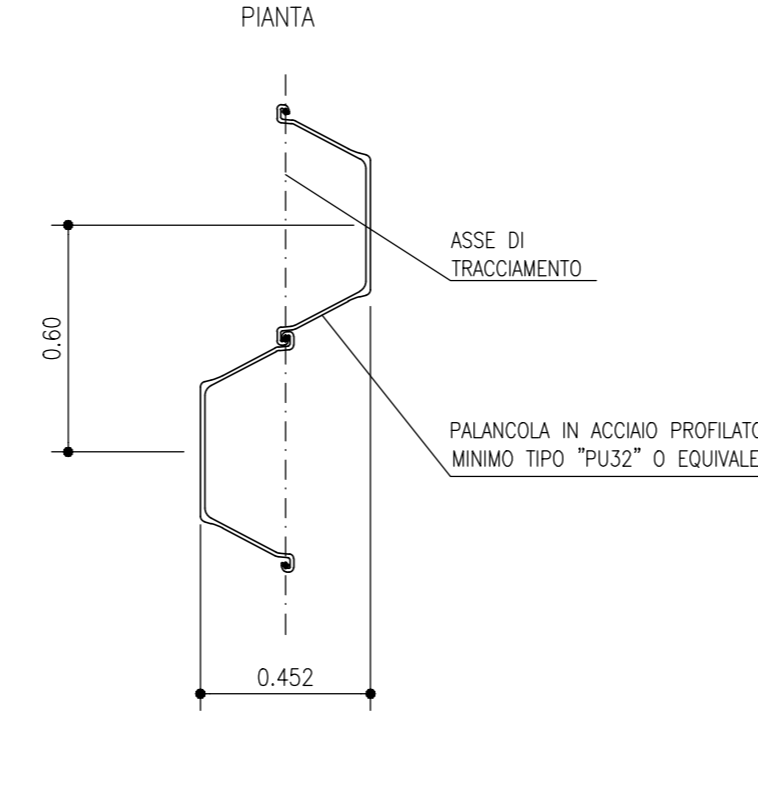 PIANTA
ASSE DI
TRACCIAMENTO
0.60
PALANCOLA IN ACCIAIO PROFILATO
MINIMO TIPO "PU32" O EQUIVALE
0.452